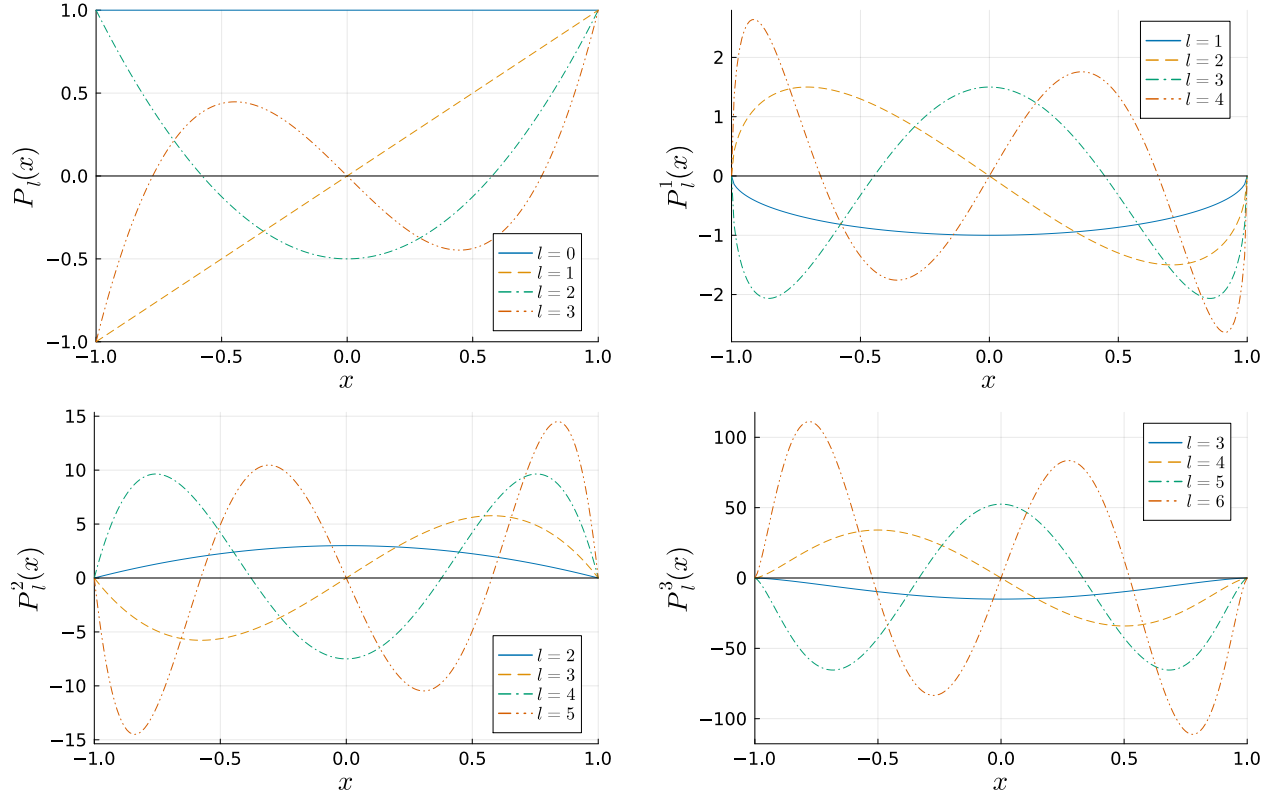 1.0
0.5
0.0
−0.5
−1.0
P_l(x)
l = 0
l = 1
l = 2
l = 3
−1.0 −0.5 0.0 0.5 1.0
x
2
1
0
−1
−2
P_l^1(x)
l = 1
l = 2
l = 3
l = 4
−1.0 −0.5 0.0 0.5 1.0
x
15
10
5
0
−5
−10
−15
P_l^2(x)
l = 2
l = 3
l = 4
l = 5
−1.0 −0.5 0.0 0.5 1.0
x
100
50
0
−50
−100
P_l^3(x)
l = 3
l = 4
l = 5
l = 6
−1.0 −0.5 0.0 0.5 1.0
x